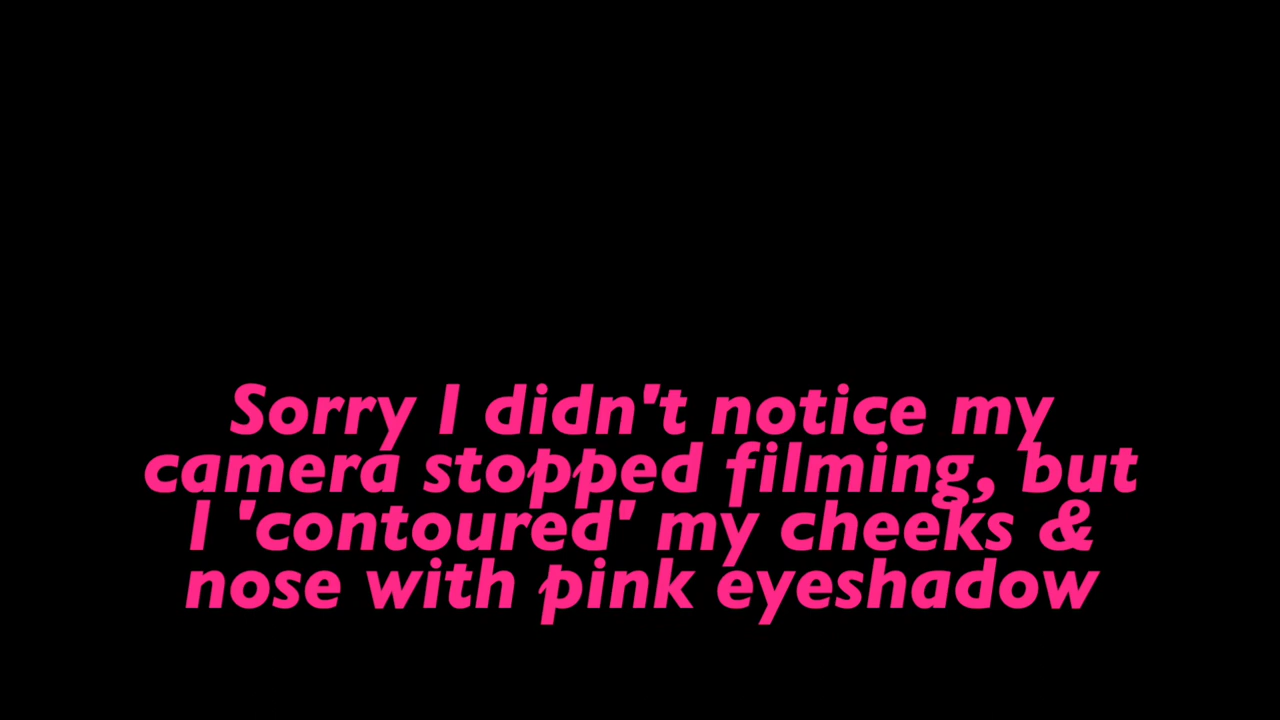 Sorry I didn't notice my
camera stopped filming, but
I 'contoured' my cheeks &
nose with pink eyeshadow